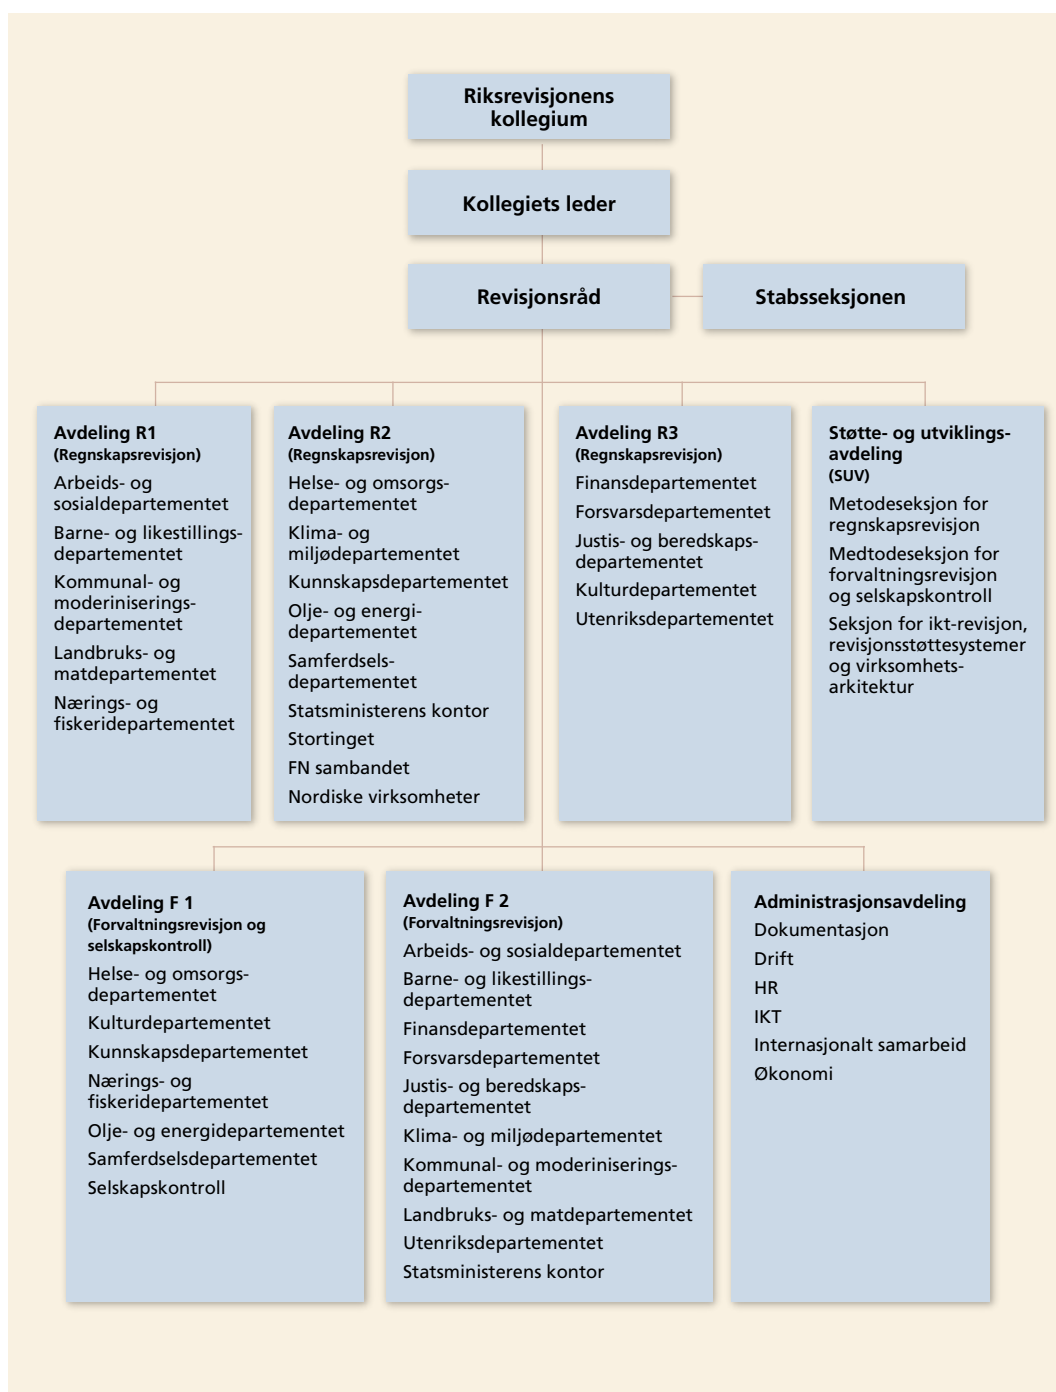 Riksrevisjonens
kollegium
Kollegiets leder
Revisjonsråd
Stabsseksjonen
Avdeling R1
(Regnskapsrevisjon)
Arbeids- og
sosialdepartementet
Barne- og likestillings-
departementet
Kommunal- og
moderiniserings-
departementet
Landbruks- og
matdepartementet
Nærings- og
fiskeridepartementet
Avdeling R2
(Regnskapsrevisjon)
Helse- og omsorgs-
departementet
Klima- og
miljødepartementet
Kunnskapsdepartementet
Olje- og energi-
departementet
Samferdsels-
departementet
Statsministerens kontor
Stortinget
FN sambandet
Nordiske virksomheter
Avdeling R3
(Regnskapsrevisjon)
Finansdepartementet
Forsvarsdepartementet
Justis- og beredskaps-
departementet
Kulturdepartementet
Utenriksdepartementet
Støtte- og utviklings-
avdeling
(SUV)
Metodeseksjon for
regnskapsrevisjon
Medtodeseksjon for
forvaltningsrevisjon
og selskapskontroll
Seksjon for ikt-revisjon,
revisjonsstøttesystemer
og virksomhets-
arkitektur
Avdeling F 1
(Forvaltningsrevisjon og
selskapskontroll)
Helse- og omsorgs-
departementet
Kulturdepartementet
Kunnskapsdepartementet
Nærings- og
fiskeridepartementet
Olje- og energidepartementet
Samferdselsdepartementet
Selskapskontroll
Avdeling F 2
(Forvaltningsrevisjon)
Arbeids- og sosialdepartementet
Barne- og likestillings-
departementet
Finansdepartementet
Forsvarsdepartementet
Justis- og beredskaps-
departementet
Klima- og miljødepartementet
Kommunal- og moderiniserings-
departementet
Landbruks- og matdepartementet
Utenriksdepartementet
Statsministerens kontor
Administrasjonsavdeling
Dokumentasjon
Drift
HR
IKT
Internasjonalt samarbeid
Økonomi